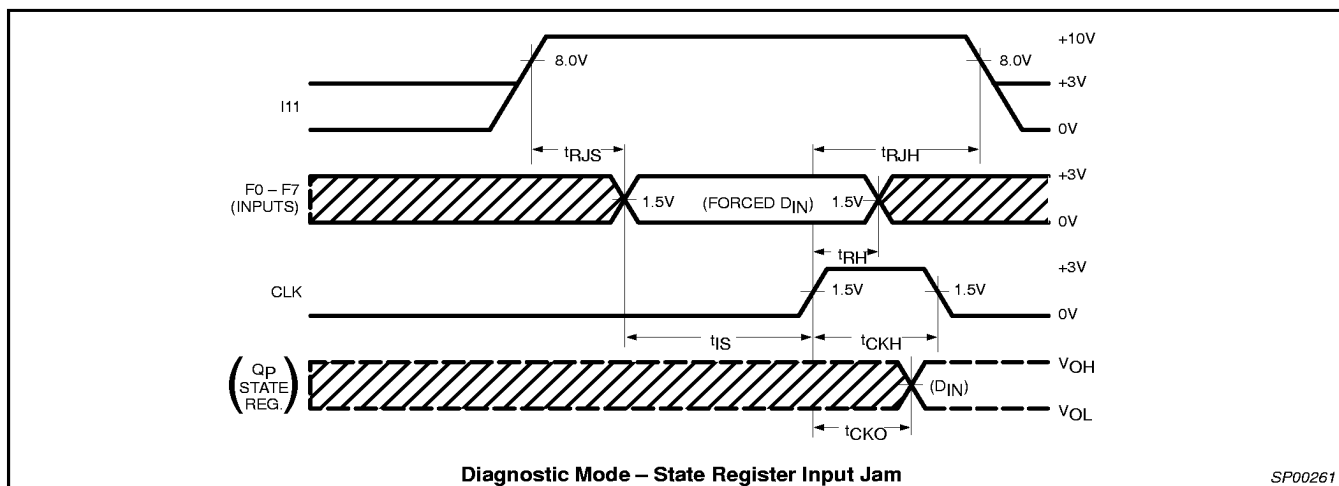 +10V
8.0V
8.0V
+3V
I11
0V
tRJS
tRJH
+3V
F0 – F7
(INPUTS)
1.5V
(FORCED DIN)
1.5V
0V
tRH
+3V
CLK
1.5V
1.5V
0V
tIS
tCKH
VOH
QP
STATE
REG.
(DIN)
VOL
tCKO
Diagnostic Mode – State Register Input Jam
SP00261